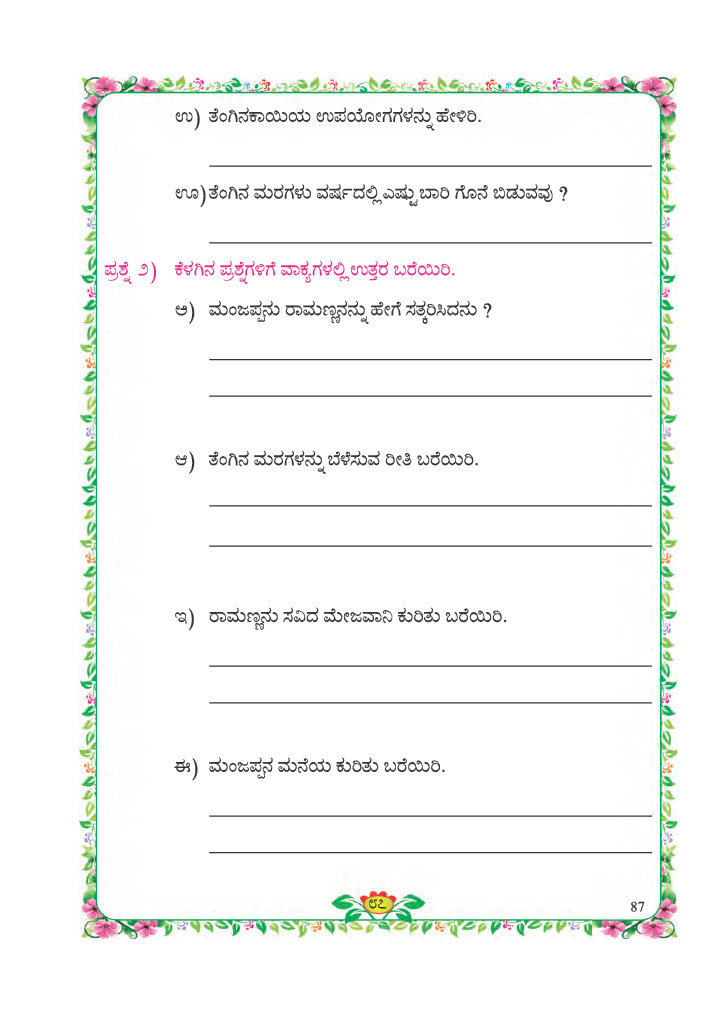 ಉ) ತೆಂಗಿನಕಾಯಿಯ ಉಪಯೋಗಗಳನ್ನು ಹೇಳಿರಿ.
ಊ) ತೆಂಗಿನ ಮರಗಳು ವರ್ಷದಲ್ಲಿ ಎಷ್ಟು ಬಾರಿ ಗೊನೆ ಬಿಡುವವು ?
ಪ್ರಶ್ನೆ ೨) ಕೆಳಗಿನ ಪ್ರಶ್ನೆಗಳಿಗೆ ವಾಕ್ಯಗಳಲ್ಲಿ ಉತ್ತರ ಬರೆಯಿರಿ.
ಅ) ಮಂಜಪ್ಪನು ರಾಮಣ್ಣನನ್ನು ಹೇಗೆ ಸತ್ಕರಿಸಿದನು ?
ಆ) ತೆಂಗಿನ ಮರಗಳನ್ನು ಬೆಳೆಸುವ ರೀತಿ ಬರೆಯಿರಿ.
ಇ) ರಾಮಣ್ಣನು ಸವಿದ ಮೇಜವಾನಿ ಕುರಿತು ಬರೆಯಿರಿ.
ಈ) ಮಂಜಪ್ಪನ ಮನೆಯ ಕುರಿತು ಬರೆಯಿರಿ.
೮೭
87